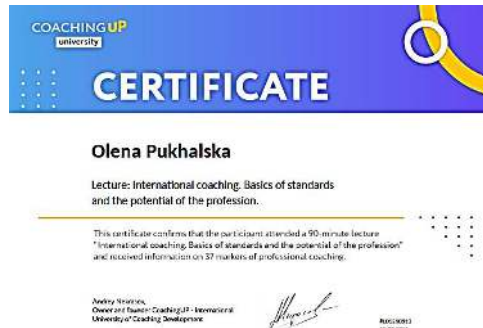 COACHINGUP
university
CERTIFICATE
Olena Pukhalska
Lecture: International coaching. Basics of standards
and the potential of the profession.
This certificate confirms that the participant attended a 90-minute lecture
"International coaching. Basics of standards and the potential of the profession"
and received information on 37 markers of professional coaching.
Andrey
Owner and founder CoachingUP - International
University of Coaching Development